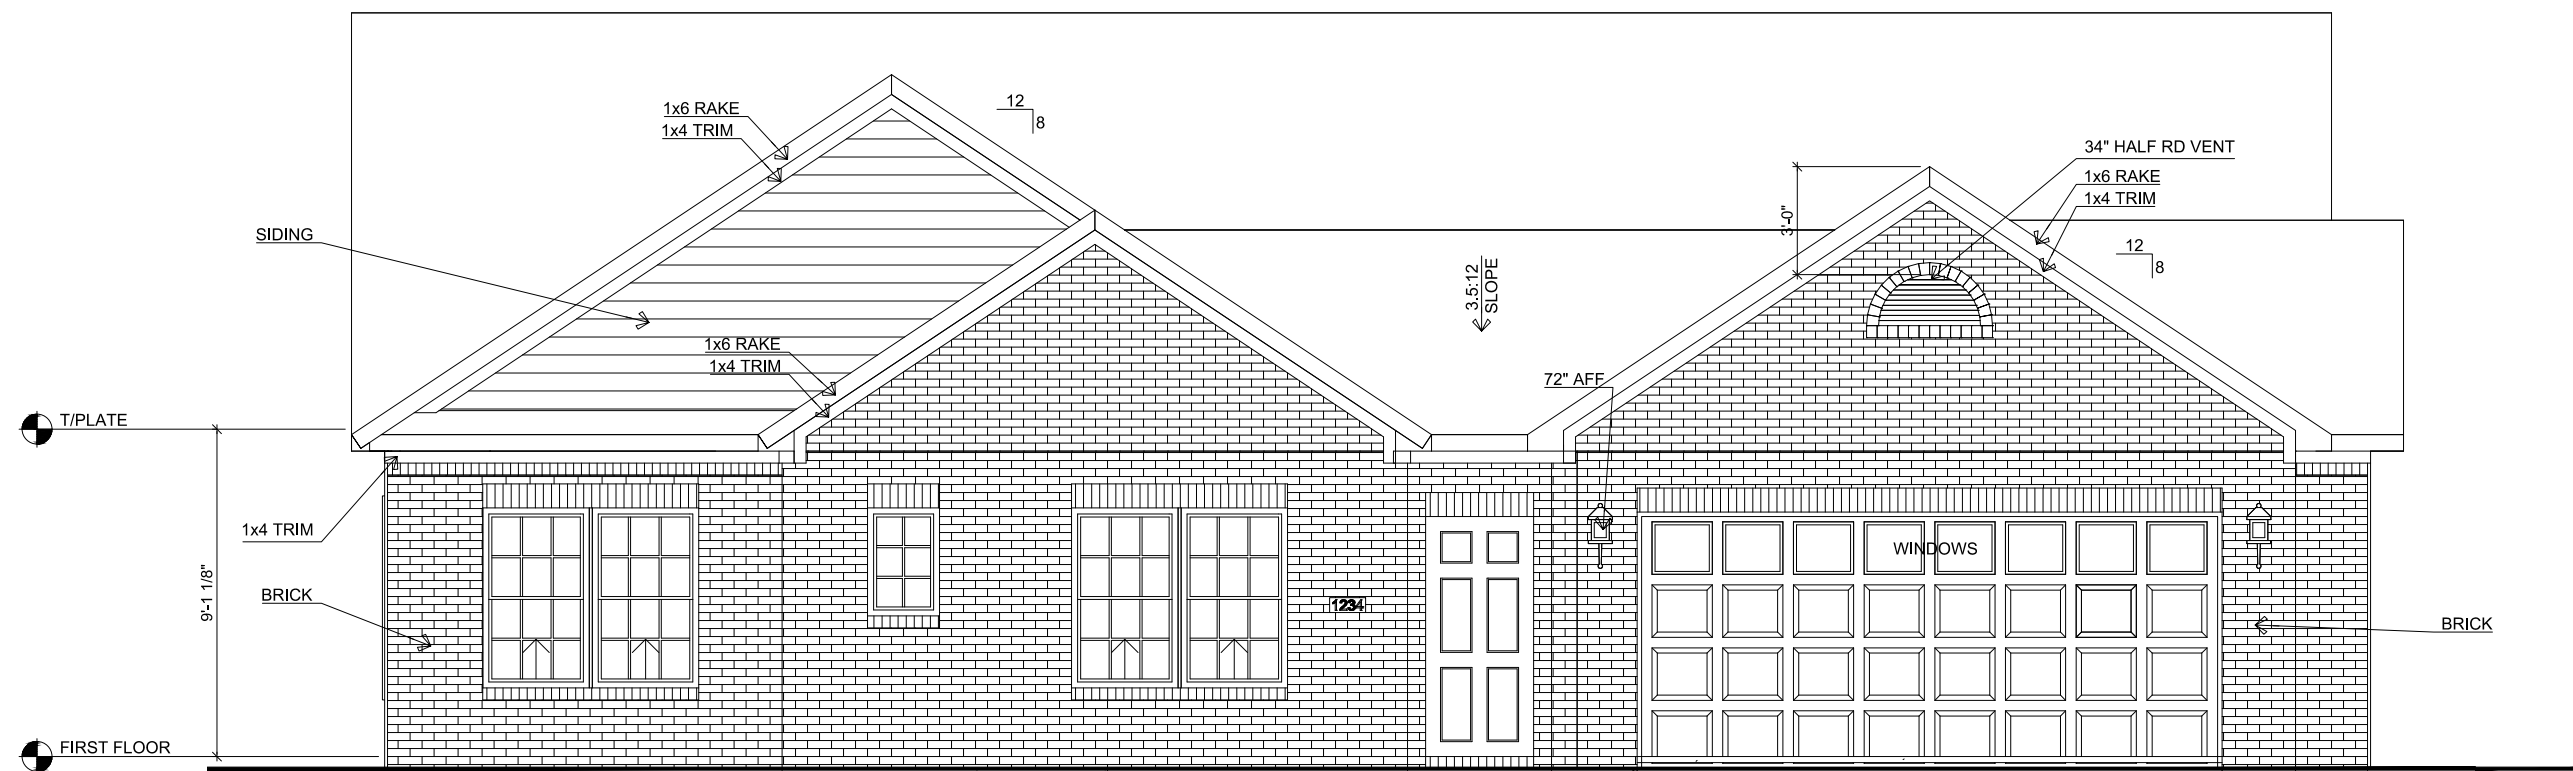 1x6 RAKE
1x4 TRIM
12
8
34" HALF RD VENT
1x6 RAKE
1x4 TRIM
3'-0"
12
8
SIDING
3.5:12
SLOPE
1x6 RAKE
1x4 TRIM
72" AFF
T/PLATE
1x4 TRIM
WINDOWS
9'-1 1/8"
BRICK
1234
BRICK
FIRST FLOOR